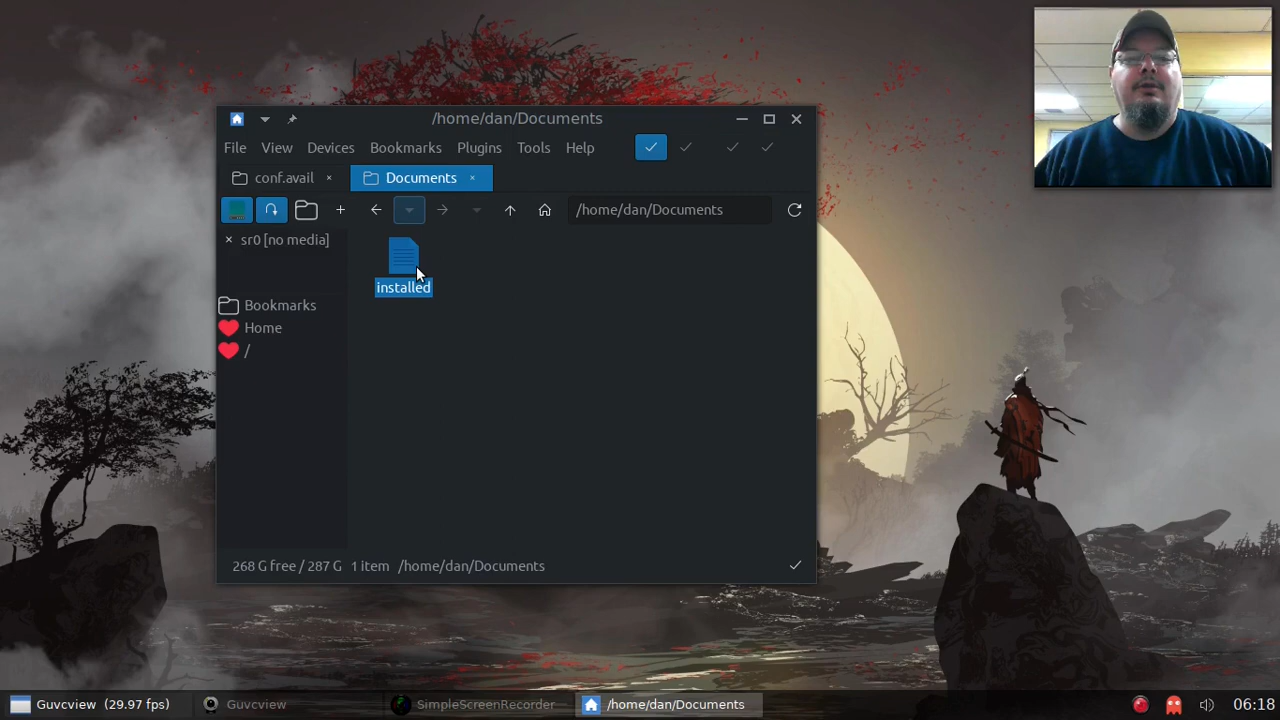 /home/dan/Documents
File View Devices Bookmarks Plugins Tools Help
conf.avail Documents
/home/dan/Documents
sr0 [no media]
Bookmarks
Home
/
installed
268 G free / 287 G 1 item /home/dan/Documents
Guvcview (29.97 fps) Guvcview SimpleScreenRecorder /home/dan/Documents 06:18